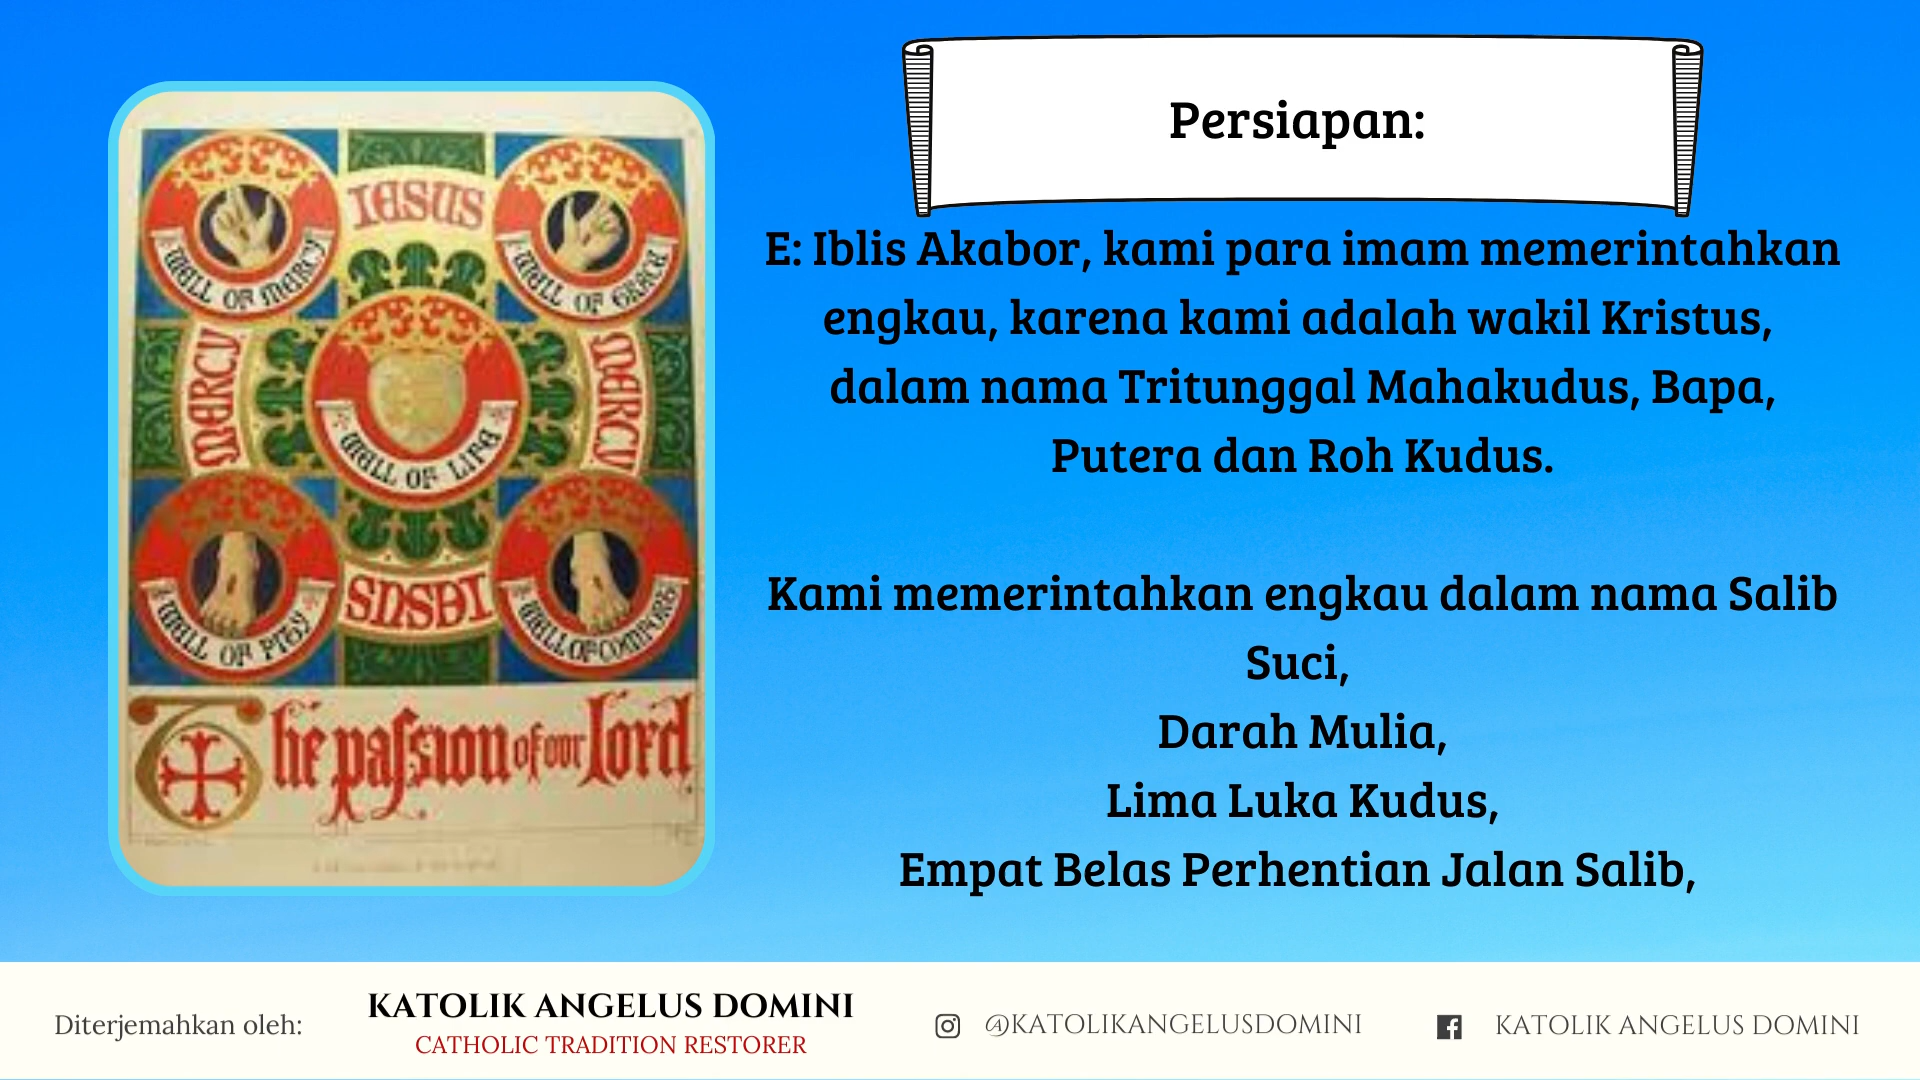 Persiapan:
E: Iblis Akabor, kami para imam memerintahkan
engkau, karena kami adalah wakil Kristus,
dalam nama Tritunggal Mahakudus, Bapa,
Putera dan Roh Kudus.
Kami memerintahkan engkau dalam nama Salib
Suci,
Darah Mulia,
Lima Luka Kudus,
Empat Belas Perhentian Jalan Salib,
IESUS
WELL OF MERCY
WELL OF GRACE
MERCY
MERCY
WELL OF LIFE
WELL OF PITY
IESUS
WELL OF COMFORT
The paſsion of our lord
Diterjemahkan oleh:
KATOLIK ANGELUS DOMINI
CATHOLIC TRADITION RESTORER
@KATOLIKANGELUSDOMINI
KATOLIK ANGELUS DOMINI